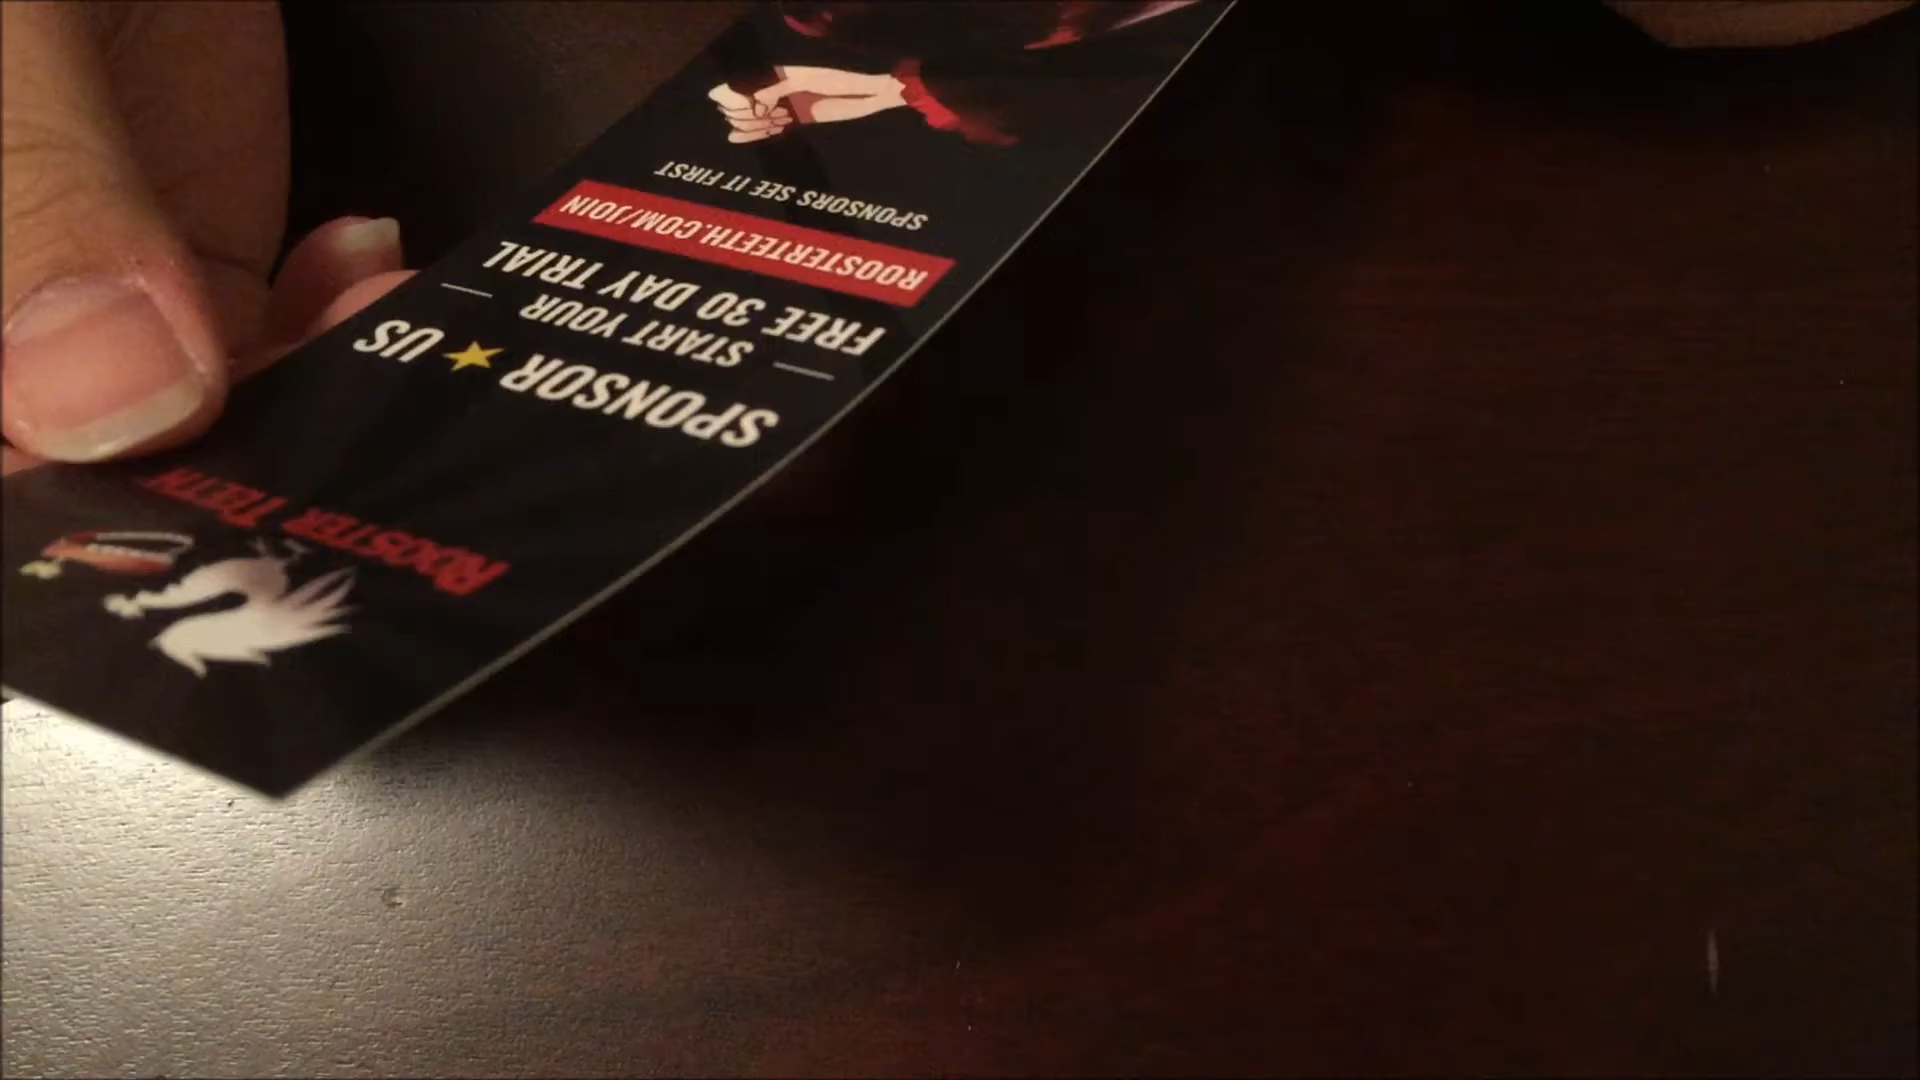 ROOSTER TEETH
SPONSOR ★ US
START YOUR
FREE 30 DAY TRIAL
ROOSTERTEETH.COM/JOIN
SPONSORS SEE IT FIRST